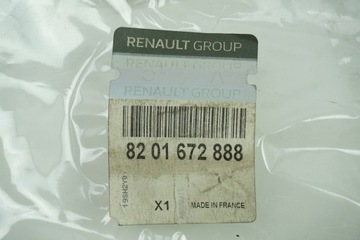 RENAULT GROUP
RENAULT GROUP
82 01 672 888
X1
MADE IN FRANCE